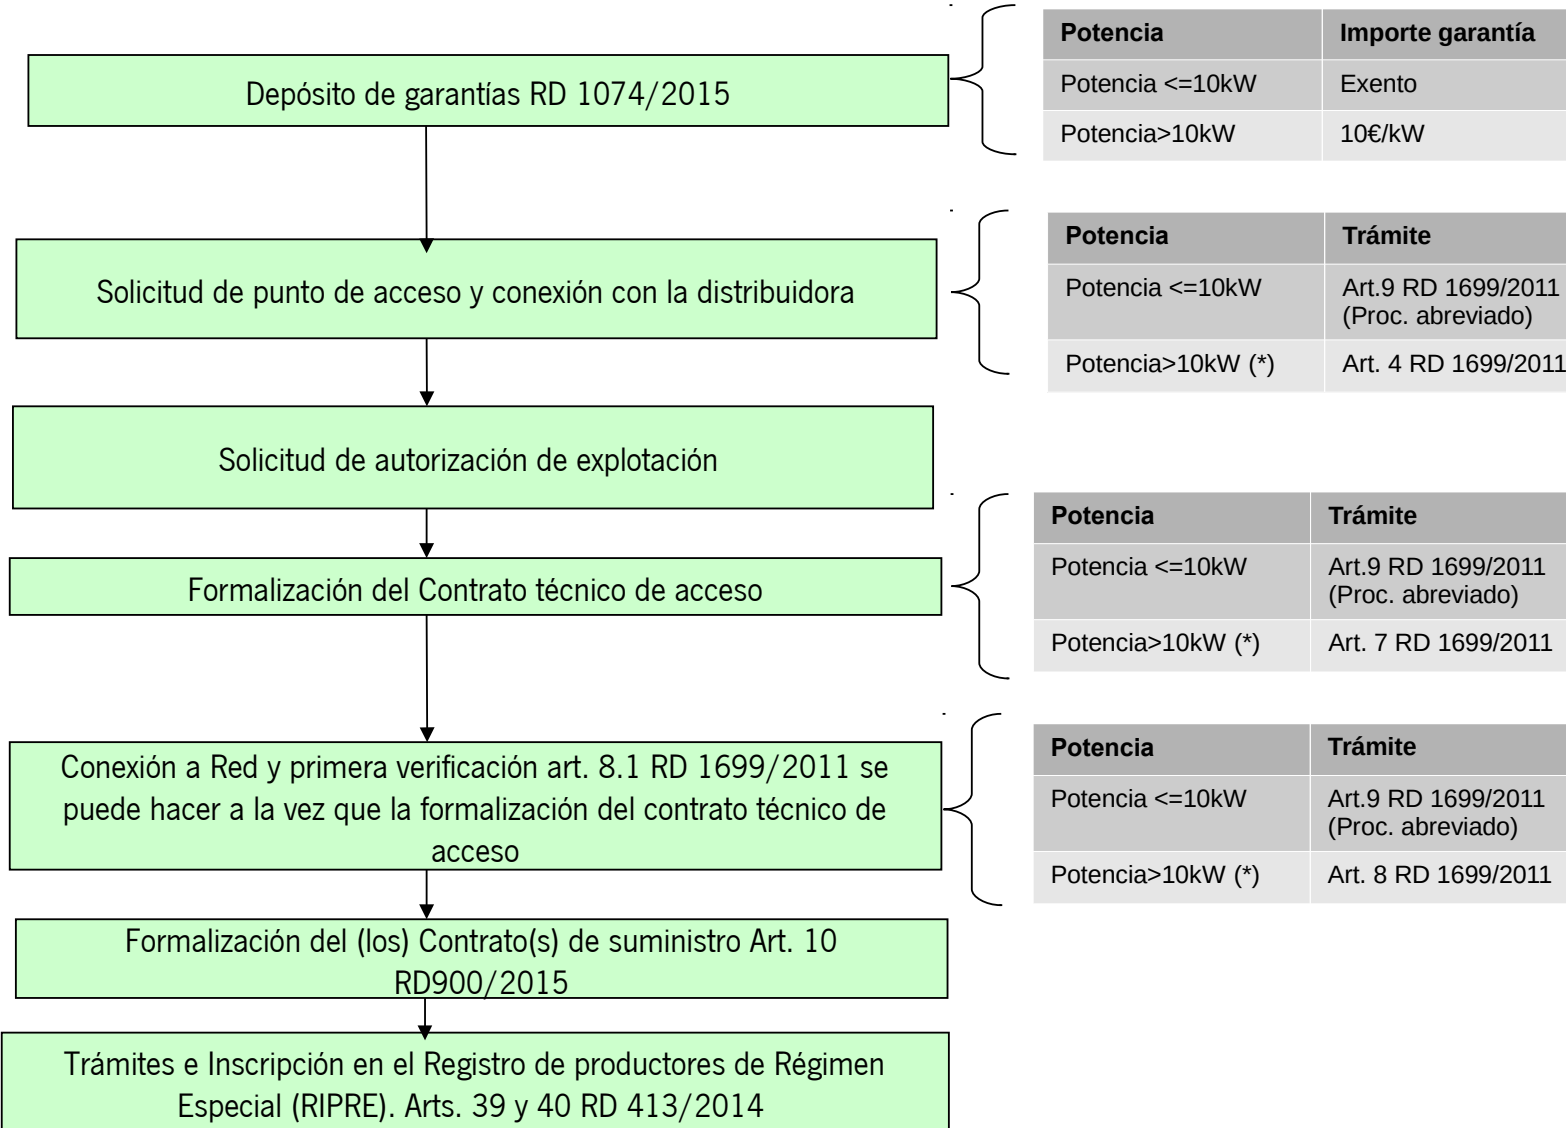 Depósito de garantías RD 1074/2015
Potencia Importe garantía
Potencia <=10kW Exento
Potencia>10kW 10€/kW
Solicitud de punto de acceso y conexión con la distribuidora
Potencia Trámite
Potencia <=10kW Art.9 RD 1699/2011
(Proc. abreviado)
Potencia>10kW (*) Art. 4 RD 1699/2011
Solicitud de autorización de explotación
Formalización del Contrato técnico de acceso
Potencia Trámite
Potencia <=10kW Art.9 RD 1699/2011
(Proc. abreviado)
Potencia>10kW (*) Art. 7 RD 1699/2011
Conexión a Red y primera verificación art. 8.1 RD 1699/2011 se
puede hacer a la vez que la formalización del contrato técnico de
acceso
Potencia Trámite
Potencia <=10kW Art.9 RD 1699/2011
(Proc. abreviado)
Potencia>10kW (*) Art. 8 RD 1699/2011
Formalización del (los) Contrato(s) de suministro Art. 10
RD900/2015
Trámites e Inscripción en el Registro de productores de Régimen
Especial (RIPRE). Arts. 39 y 40 RD 413/2014